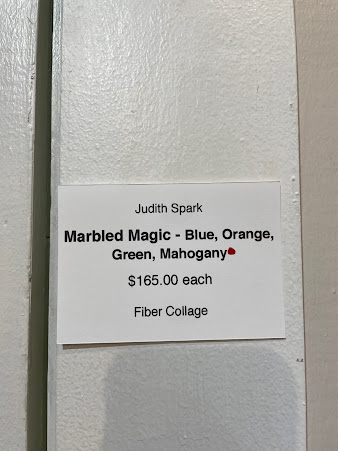 Judith Spark
Marbled Magic - Blue, Orange,
Green, Mahogany
$165.00 each
Fiber Collage